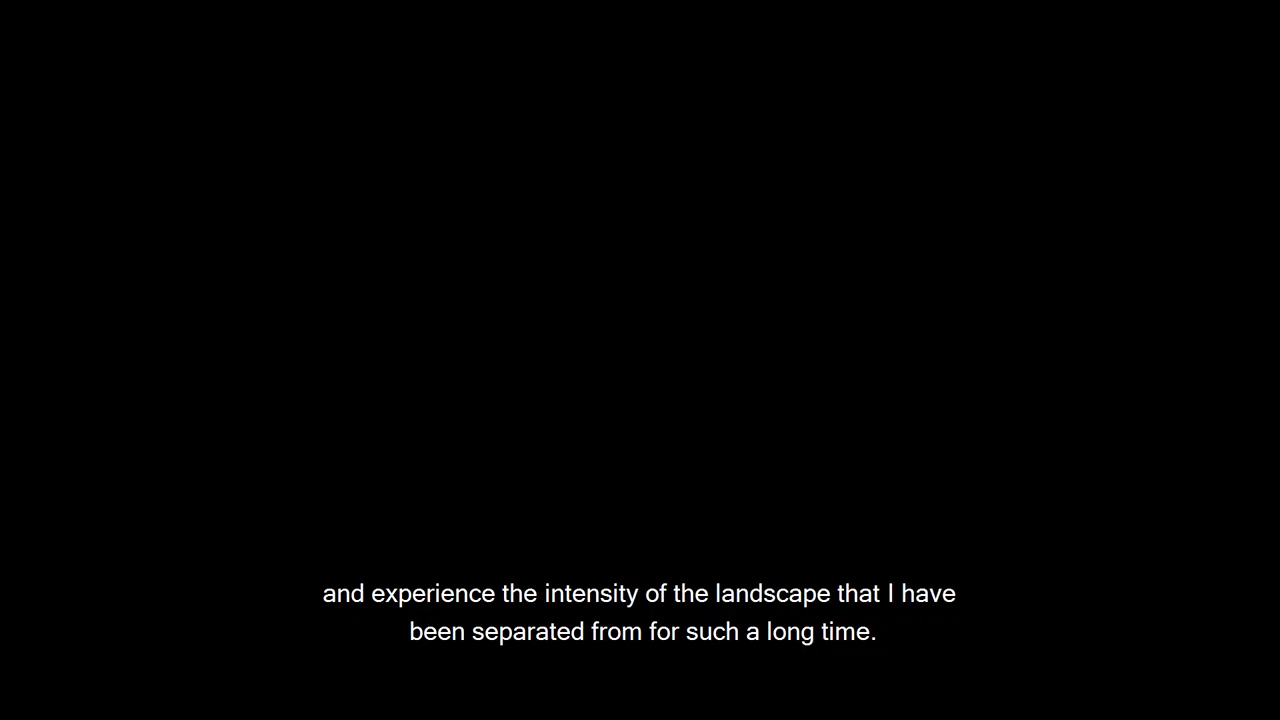 and experience the intensity of the landscape that I have
been separated from for such a long time.